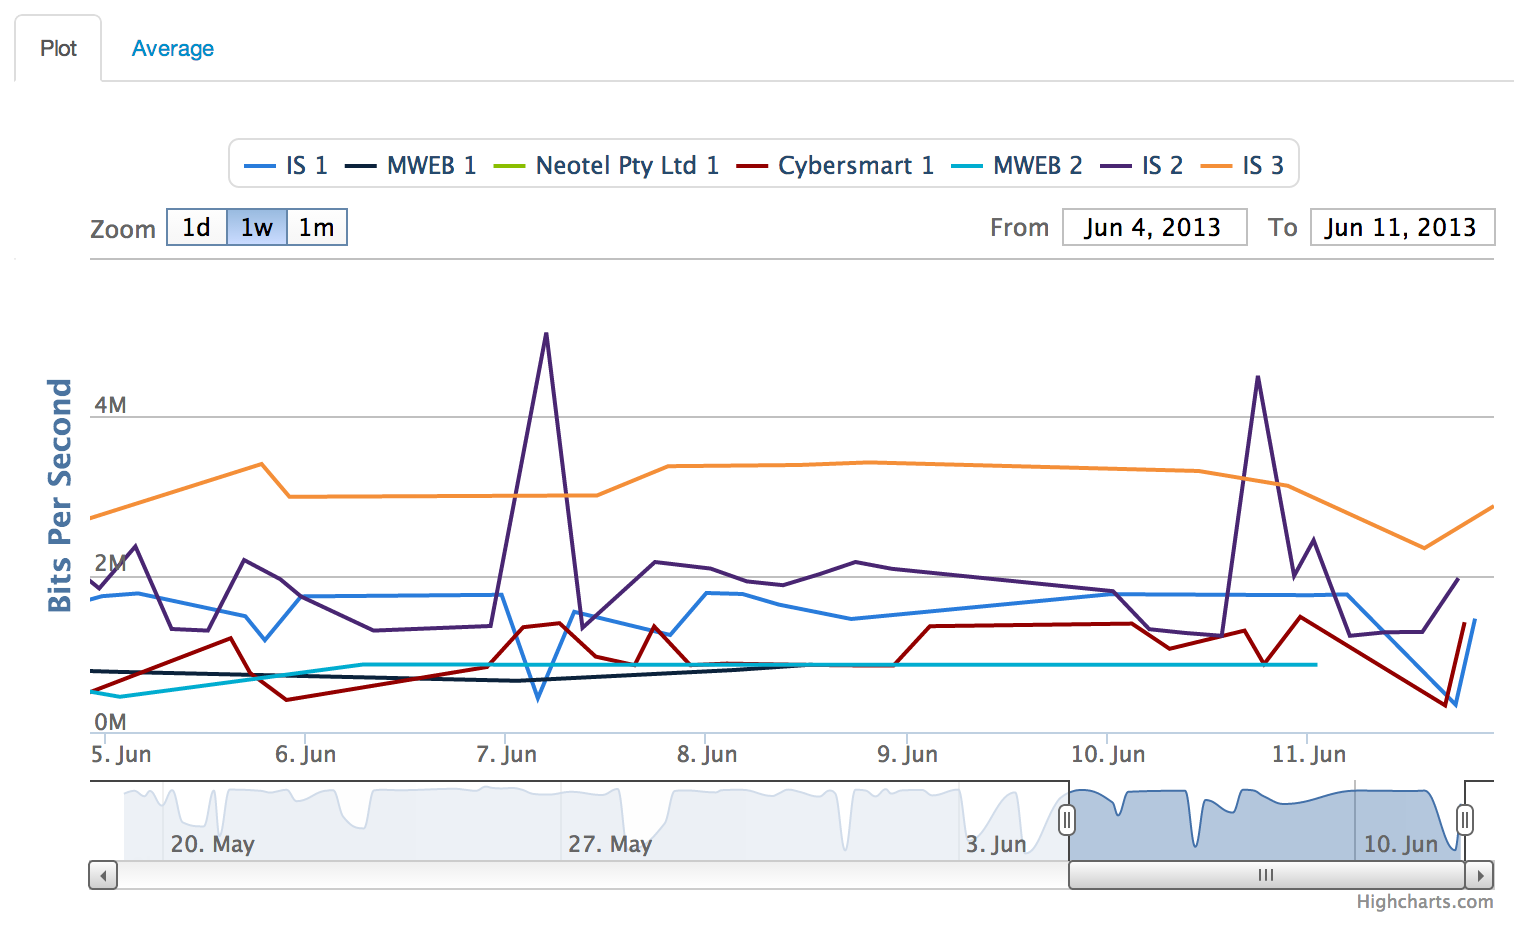 Plot Average
IS 1 MWEB 1 Neotel Pty Ltd 1 Cybersmart 1 MWEB 2 IS 2 IS 3
Zoom 1d 1w 1m From Jun 4, 2013 To Jun 11, 2013
Bits Per Second
4M
2M
0M
5. Jun 6. Jun 7. Jun 8. Jun 9. Jun 10. Jun 11. Jun
20. May 27. May 3. Jun 10. Jun
Highcharts.com